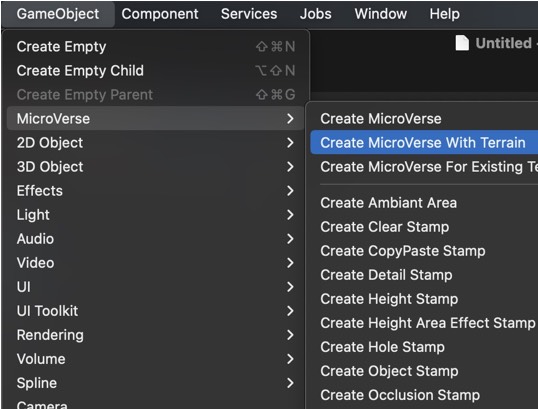 GameObject Component Services Jobs Window Help
Untitled
Create Empty ⇧⌘N
Create Empty Child ⌥⇧N
Create Empty Parent ⇧⌘G
MicroVerse
2D Object
3D Object
Effects
Light
Audio
Video
UI
UI Toolkit
Rendering
Volume
Spline
Camera
Create MicroVerse
Create MicroVerse With Terrain
Create MicroVerse For Existing Te
Create Ambiant Area
Create Clear Stamp
Create CopyPaste Stamp
Create Detail Stamp
Create Height Stamp
Create Height Area Effect Stamp
Create Hole Stamp
Create Object Stamp
Create Occlusion Stamp